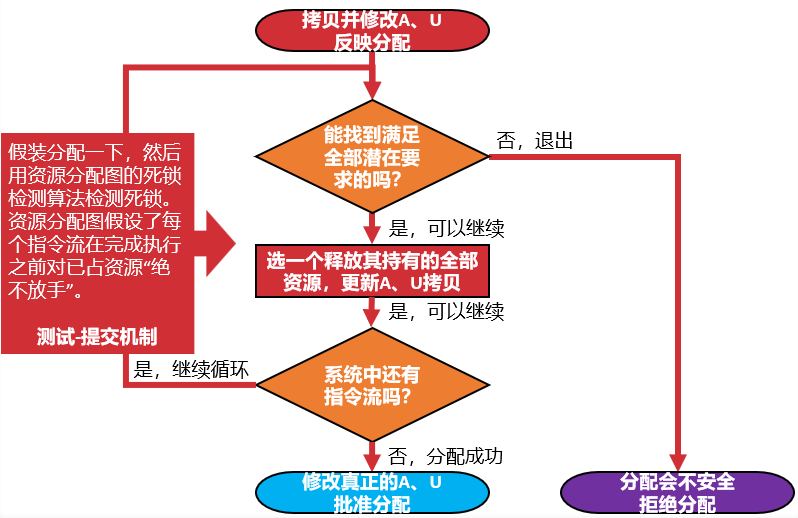 拷贝并修改A、U
反映分配
能找到满足
全部潜在要
求的吗？
否，退出
是，可以继续
假装分配一下，然后
用资源分配图的死锁
检测算法检测死锁。
资源分配图假设了每
个指令流在完成执行
之前对已占资源“绝
不放手”。
测试-提交机制
选一个释放其持有的全部
资源，更新A、U拷贝
是，可以继续
系统中还有
指令流吗？
是，继续循环
否，分配成功
修改真正的A、U
批准分配
分配会不安全
拒绝分配